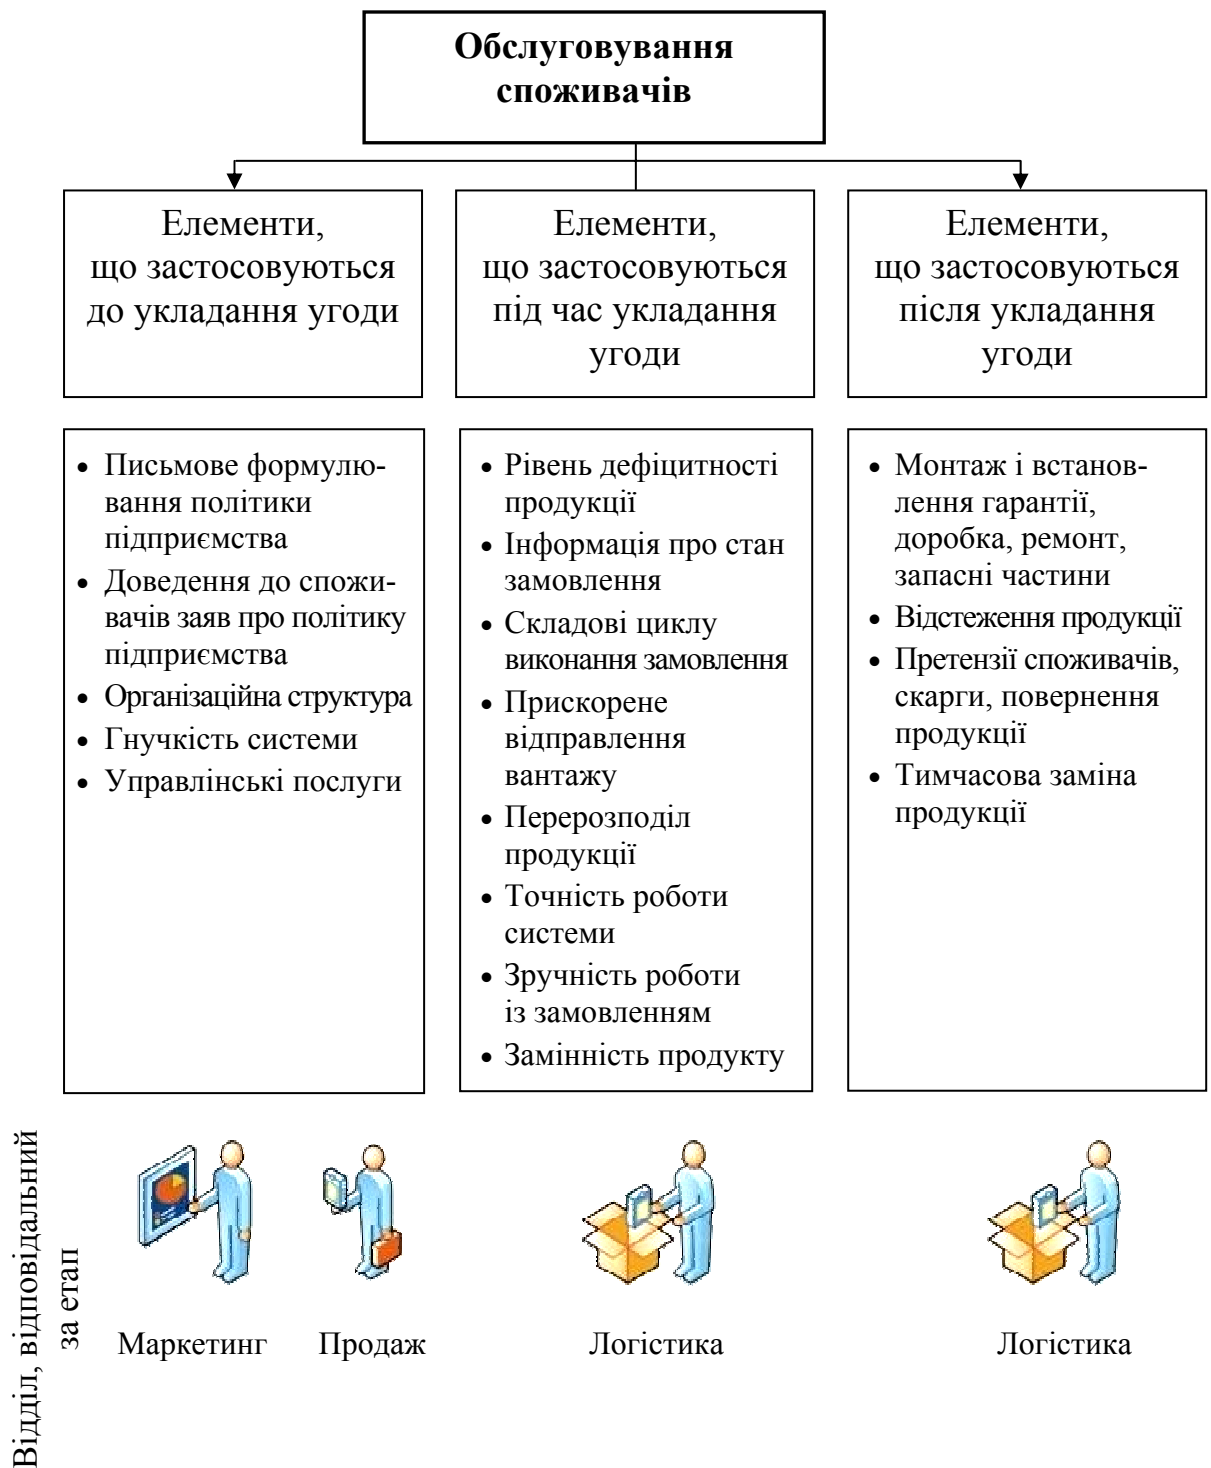 Обслуговування
споживачів
Елементи,
що застосовуються
до укладання угоди
Елементи,
що застосовуються
під час укладання
угоди
Елементи,
що застосовуються
після укладання
угоди
• Письмове формулю-
вання політики
підприємства
• Доведення до спожи-
вачів заяв про політику
підприємства
• Організаційна структура
• Гнучкість системи
• Управлінські послуги
• Рівень дефіцитності
продукції
• Інформація про стан
замовлення
• Складові циклу
виконання замовлення
• Прискорене
відправлення
вантажу
• Перерозподіл
продукції
• Точність роботи
системи
• Зручність роботи
із замовленням
• Замінність продукту
• Монтаж і встанов-
лення гарантії,
доробка, ремонт,
запасні частини
• Відстеження продукції
• Претензії споживачів,
скарги, повернення
продукції
• Тимчасова заміна
продукції
Відділ, відповідальний
за етап
Маркетинг
Продаж
Логістика
Логістика